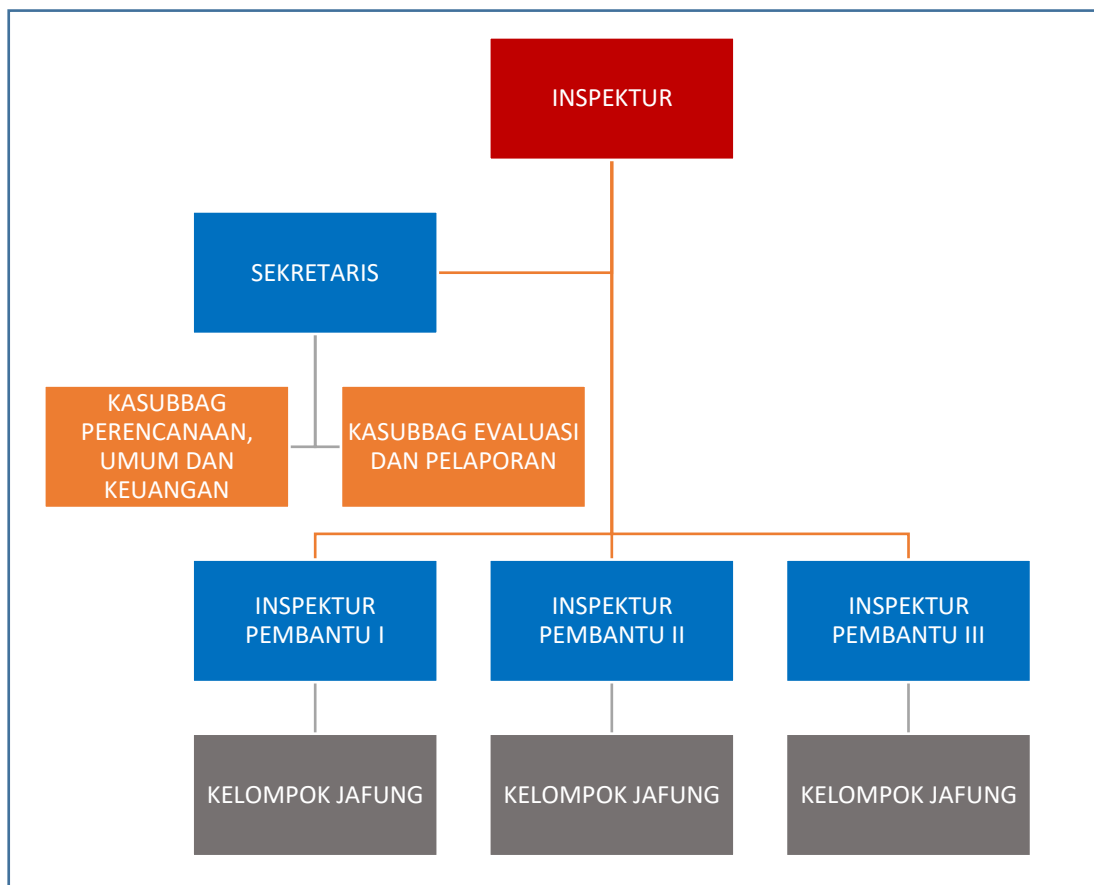 INSPEKTUR
SEKRETARIS
KASUBBAG
PERENCANAAN,
UMUM DAN
KEUANGAN
KASUBBAG EVALUASI
DAN PELAPORAN
INSPEKTUR
PEMBANTU I
INSPEKTUR
PEMBANTU II
INSPEKTUR
PEMBANTU III
KELOMPOK JAFUNG
KELOMPOK JAFUNG
KELOMPOK JAFUNG